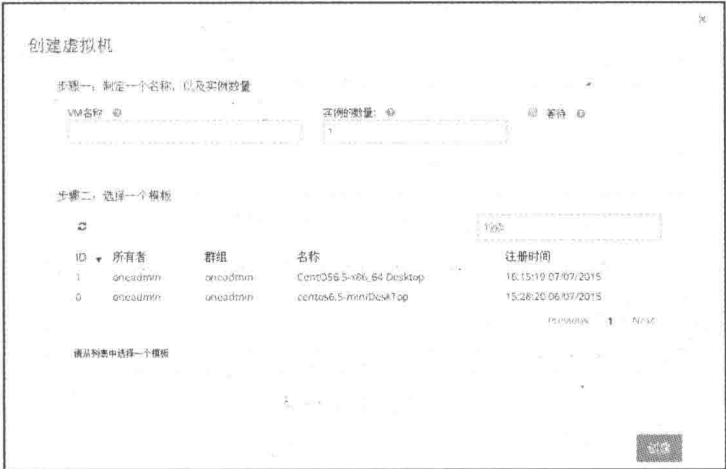 ×
创建虚拟机
步骤一：制定一个名称，以及实例数量
VM名称 实例的数量: 等待
1
步骤二：选择一个模板
ID 所有者 群组 名称 注册时间
1 oneadmin oneadmin CentOS6.5-x86_64 Desktop 16:15:19 07/07/2015
0 oneadmin oneadmin centos6.5-miniDeskTop 15:28:20 06/07/2015
Previous 1 Next
请从列表中选择一个模板
创建